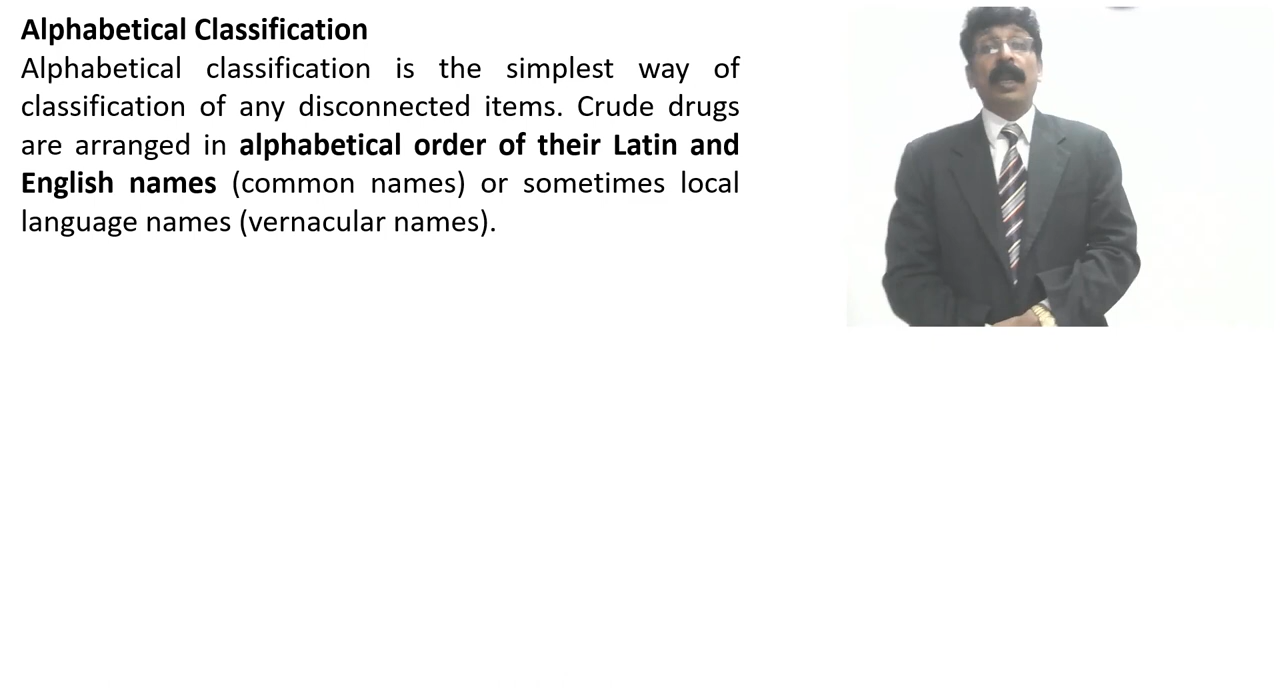 Alphabetical Classification
Alphabetical classification is the simplest way of
classification of any disconnected items. Crude drugs
are arranged in alphabetical order of their Latin and
English names (common names) or sometimes local
language names (vernacular names).